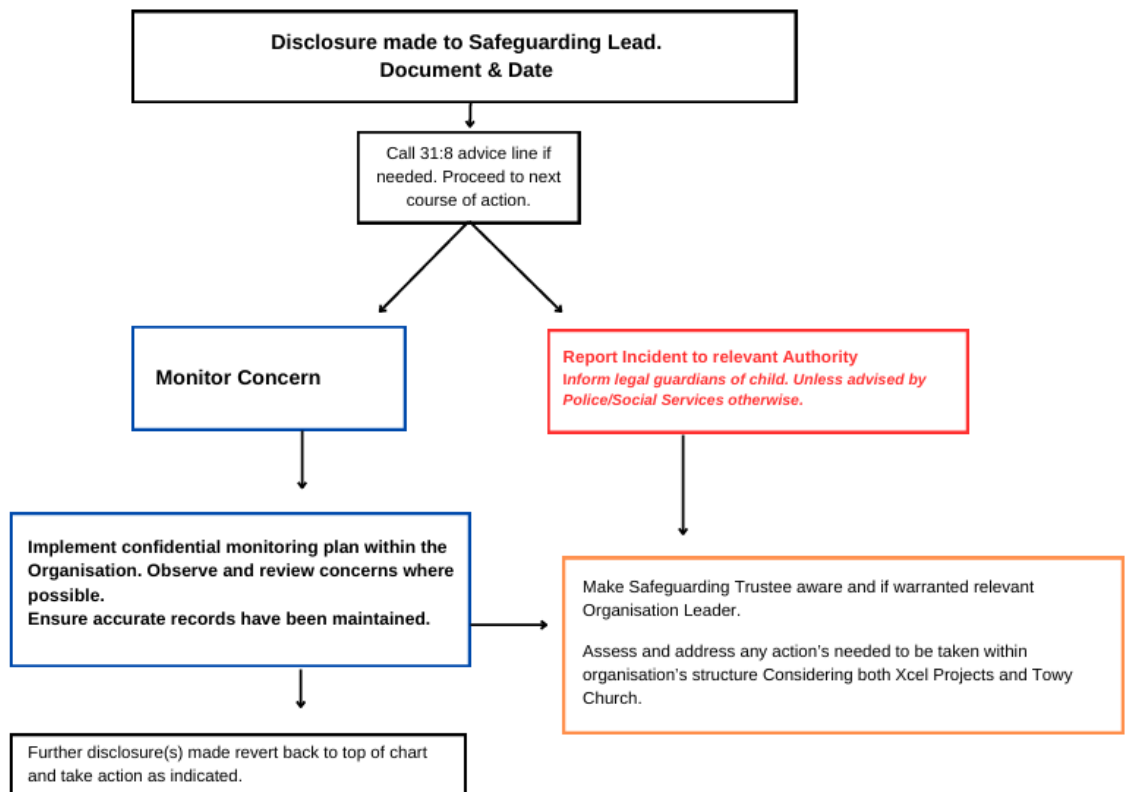 Disclosure made to Safeguarding Lead.
Document & Date
Call 31:8 advice line if
needed. Proceed to next
course of action.
Monitor Concern
Report Incident to relevant Authority
Inform legal guardians of child. Unless advised by
Police/Social Services otherwise.
Implement confidential monitoring plan within the
Organisation. Observe and review concerns where
possible.
Ensure accurate records have been maintained.
Make Safeguarding Trustee aware and if warranted relevant
Organisation Leader.
Assess and address any action’s needed to be taken within
organisation’s structure Considering both Xcel Projects and Towy
Church.
Further disclosure(s) made revert back to top of chart
and take action as indicated.